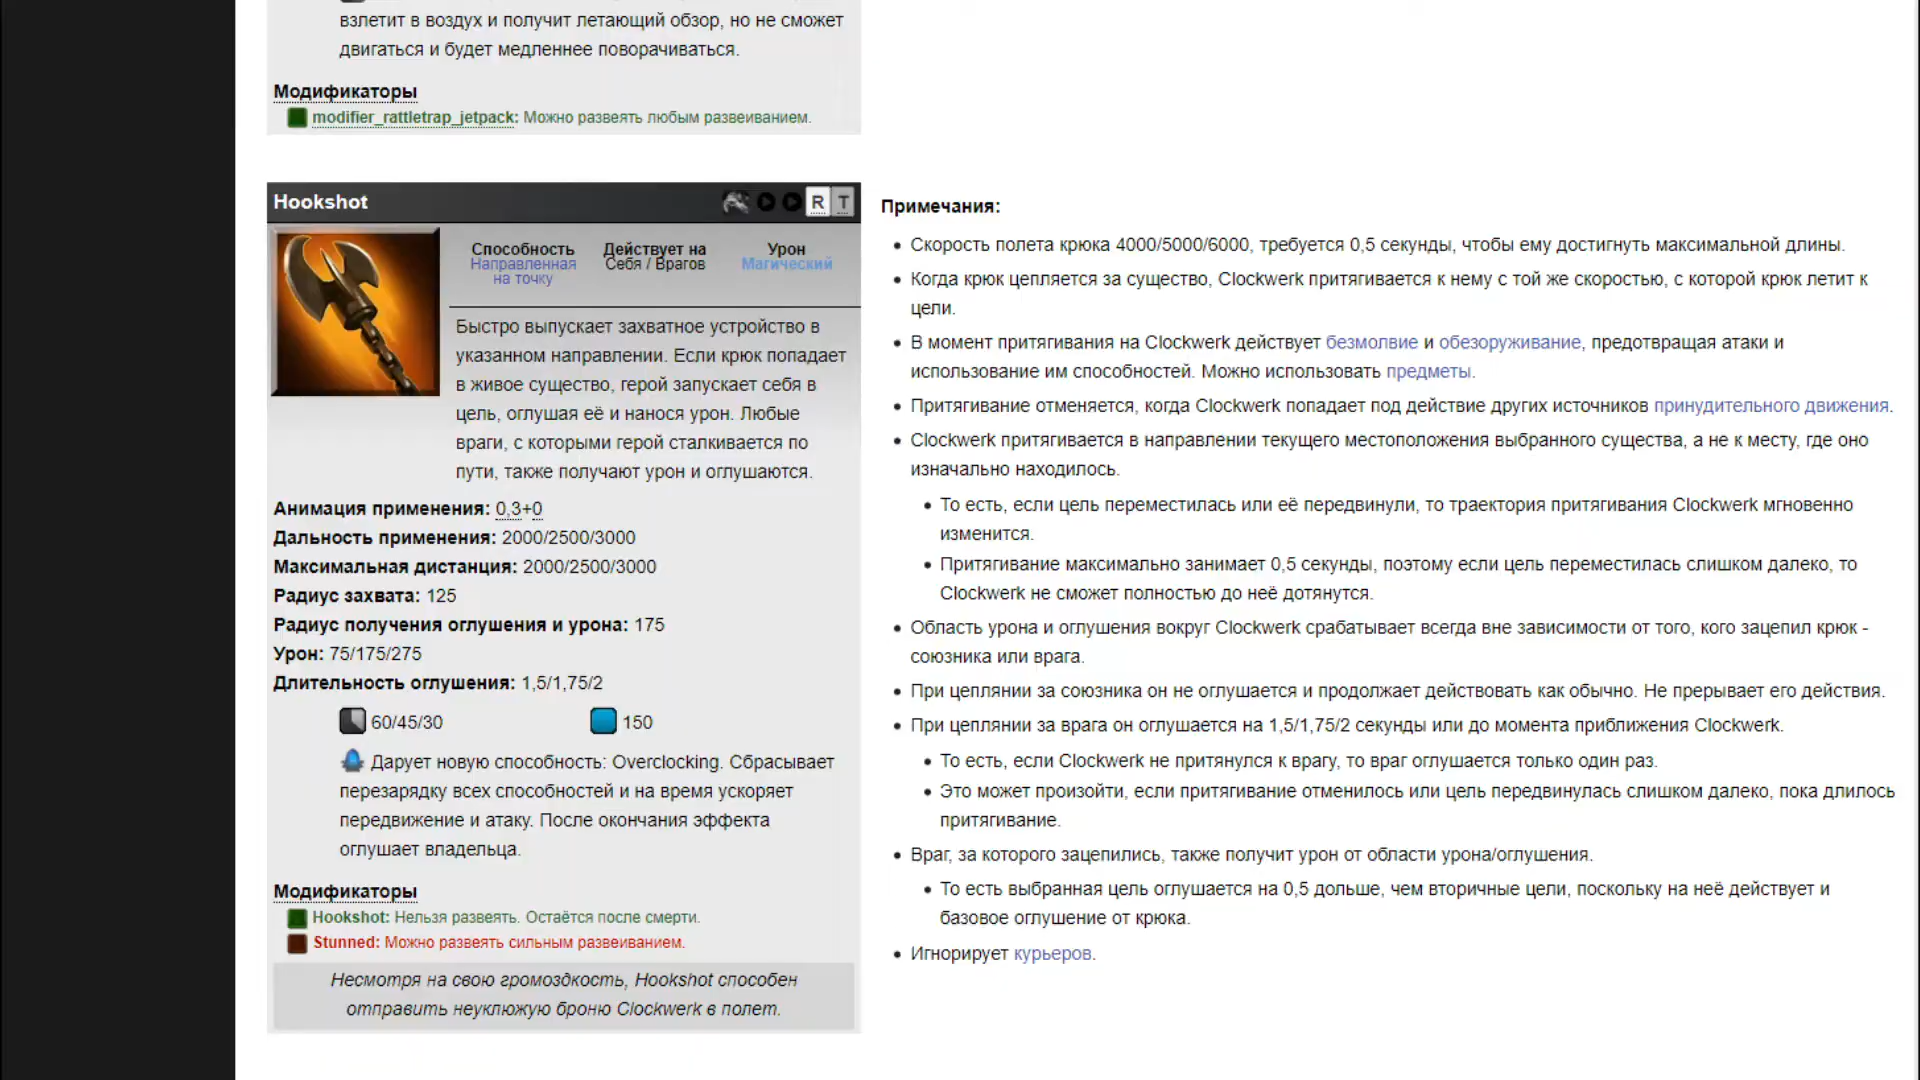 взлетит в воздух и получит летающий обзор, но не сможет
двигаться и будет медленнее поворачиваться.
Модификаторы
modifier_rattletrap_jetpack: Можно развеять любым развеиванием.
Hookshot
R T
Способность
Направленная
на точку
Действует на
Себя / Врагов
Урон
Магический
Быстро выпускает захватное устройство в
указанном направлении. Если крюк попадает
в живое существо, герой запускает себя в
цель, оглушая её и нанося урон. Любые
враги, с которыми герой сталкивается по
пути, также получают урон и оглушаются.
Анимация применения: 0,3+0
Дальность применения: 2000/2500/3000
Максимальная дистанция: 2000/2500/3000
Радиус захвата: 125
Радиус получения оглушения и урона: 175
Урон: 75/175/275
Длительность оглушения: 1,5/1,75/2
60/45/30 150
Дарует новую способность: Overclocking. Сбрасывает
перезарядку всех способностей и на время ускоряет
передвижение и атаку. После окончания эффекта
оглушает владельца.
Модификаторы
Hookshot: Нельзя развеять. Остаётся после смерти.
Stunned: Можно развеять сильным развеиванием.
Несмотря на свою громоздкость, Hookshot способен
отправить неуклюжую броню Clockwerk в полет.
Примечания:
Скорость полета крюка 4000/5000/6000, требуется 0,5 секунды, чтобы ему достигнуть максимальной длины.
Когда крюк цепляется за существо, Clockwerk притягивается к нему с той же скоростью, с которой крюк летит к
цели.
В момент притягивания на Clockwerk действует безмолвие и обезоруживание, предотвращая атаки и
использование им способностей. Можно использовать предметы.
Притягивание отменяется, когда Clockwerk попадает под действие других источников принудительного движения.
Clockwerk притягивается в направлении текущего местоположения выбранного существа, а не к месту, где оно
изначально находилось.
То есть, если цель переместилась или её передвинули, то траектория притягивания Clockwerk мгновенно
изменится.
Притягивание максимально занимает 0,5 секунды, поэтому если цель переместилась слишком далеко, то
Clockwerk не сможет полностью до неё дотянутся.
Область урона и оглушения вокруг Clockwerk срабатывает всегда вне зависимости от того, кого зацепил крюк -
союзника или врага.
При цеплянии за союзника он не оглушается и продолжает действовать как обычно. Не прерывает его действия.
При цеплянии за врага он оглушается на 1,5/1,75/2 секунды или до момента приближения Clockwerk.
То есть, если Clockwerk не притянулся к врагу, то враг оглушается только один раз.
Это может произойти, если притягивание отменилось или цель передвинулась слишком далеко, пока длилось
притягивание.
Враг, за которого зацепились, также получит урон от области урона/оглушения.
То есть выбранная цель оглушается на 0,5 дольше, чем вторичные цели, поскольку на неё действует и
базовое оглушение от крюка.
Игнорирует курьеров.